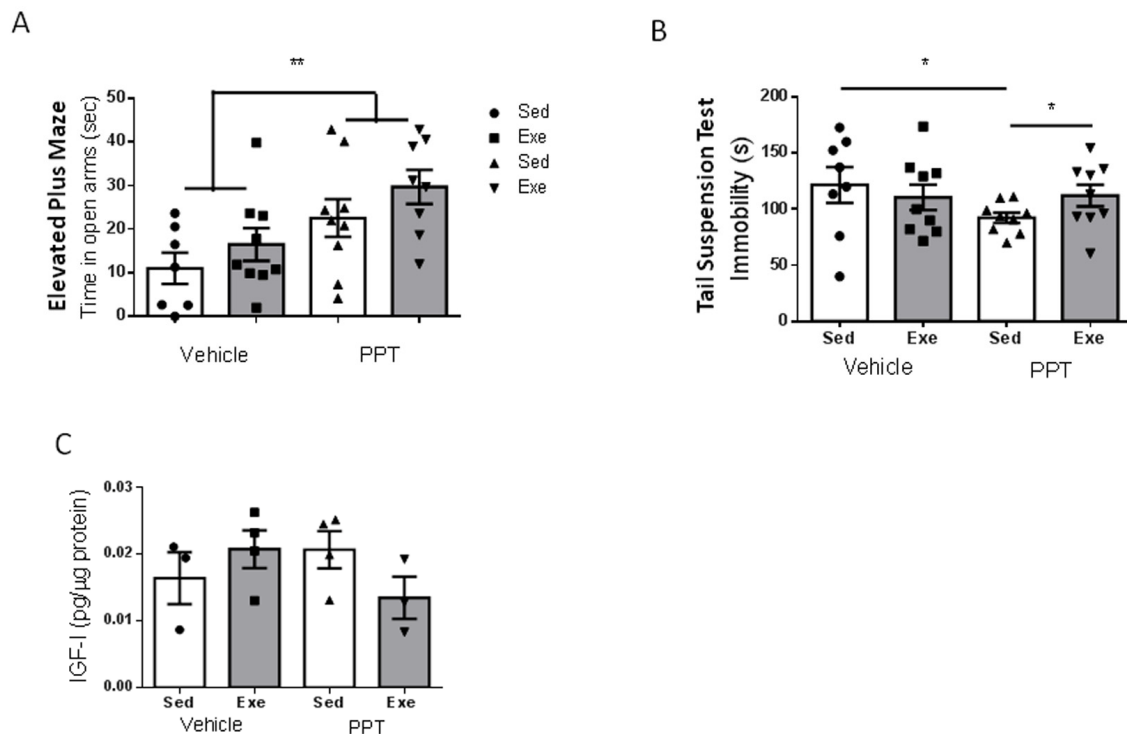 A
**
Elevated Plus Maze
Time in open arms (sec)
50
40
30
20
10
0
Sed
Exe
Sed
Exe
Vehicle PPT
B
*
*
Tail Suspension Test
Immobility (s)
200
150
100
50
0
Sed Exe Sed Exe
Vehicle PPT
C
IGF-I (pg/µg protein)
0.03
0.02
0.01
0.00
Sed Exe Sed Exe
Vehicle PPT